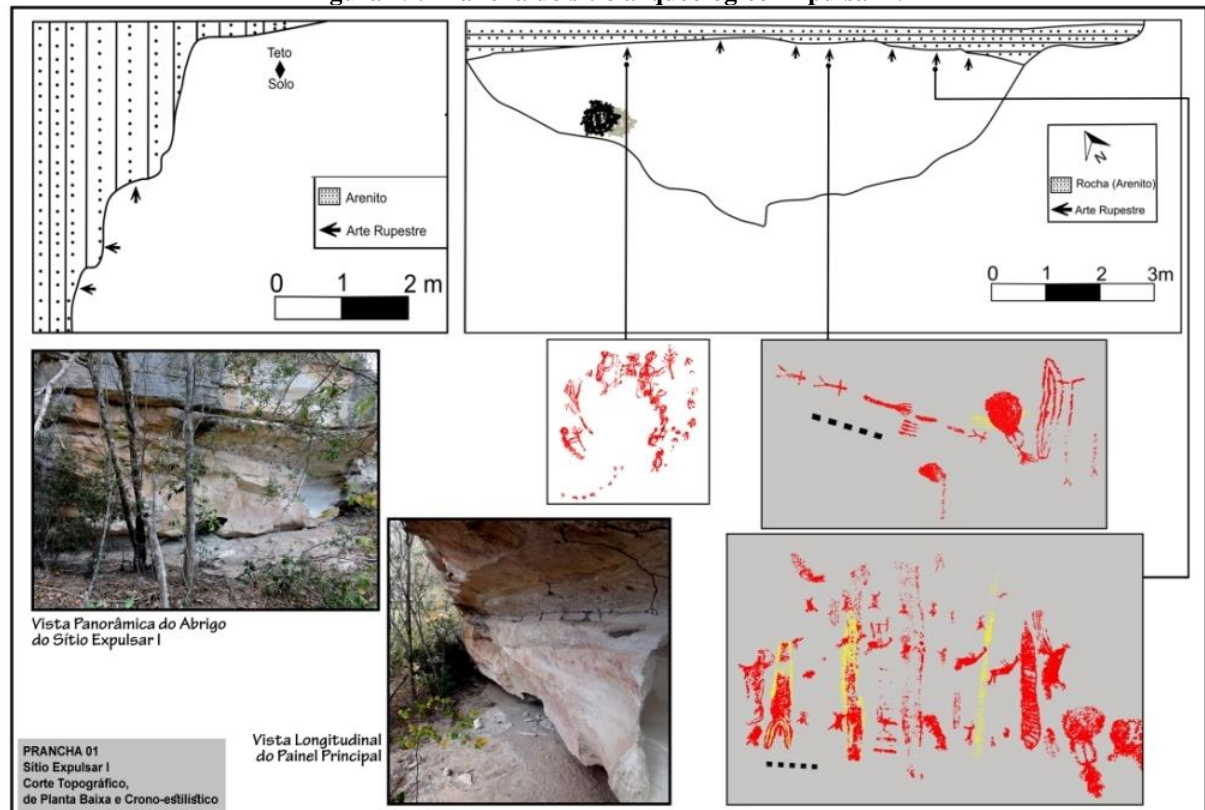 Teto
Solo
Arenito
Arte Rupestre
0 1 2 m
N
Rocha (Arenito)
Arte Rupestre
0 1 2 3m
Vista Panorâmica do Abrigo
do Sítio Expulsar I
Vista Longitudinal
do Painel Principal
PRANCHA 01
Sítio Expulsar I
Corte Topográfico,
de Planta Baixa e Crono-estilístico